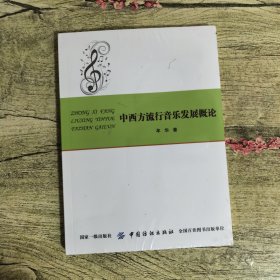 ZHONG XI FANG
LIUXING YINYUE
FAZHAN GAILUN
中西方流行音乐发展概论
牟 华 著
国家一级出版社
中国纺织出版社
全国百佳图书出版单位